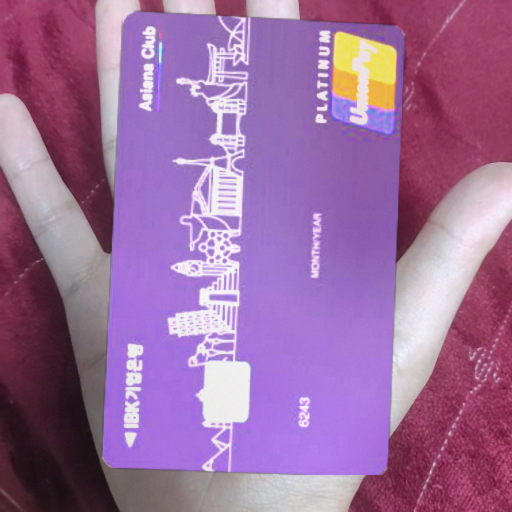 IBK기업은행
Asiana Club
6243
MONTH/YEAR
PLATINUM
UnionPay